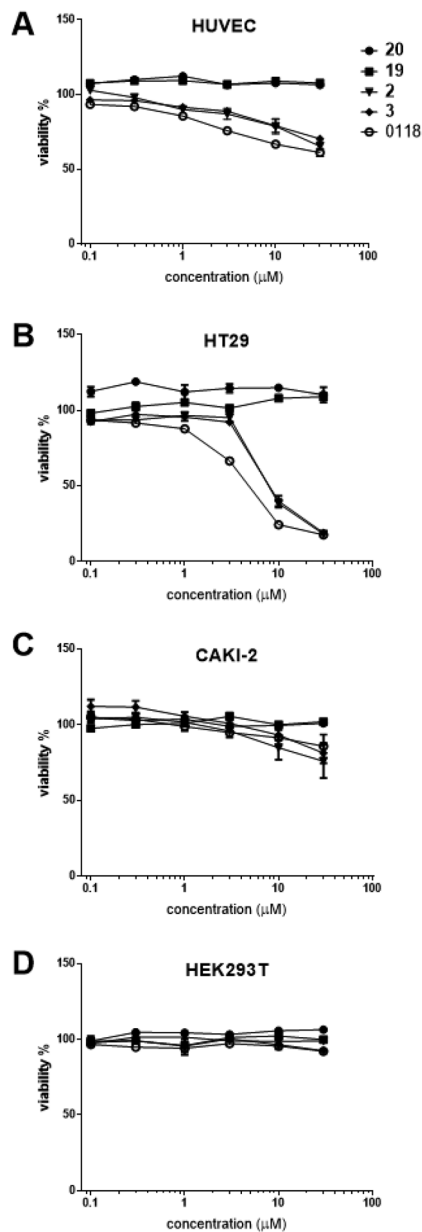 A
HUVEC
150
100
50
0
viability %
0.1
1
10
100
concentration (μM)
20
19
2
3
0118
B
HT29
150
100
50
0
viability %
0.1
1
10
100
concentration (μM)
C
CAKI-2
150
100
50
0
viability %
0.1
1
10
100
concentration (μM)
D
HEK293T
150
100
50
0
viability %
0.1
1
10
100
concentration (μM)